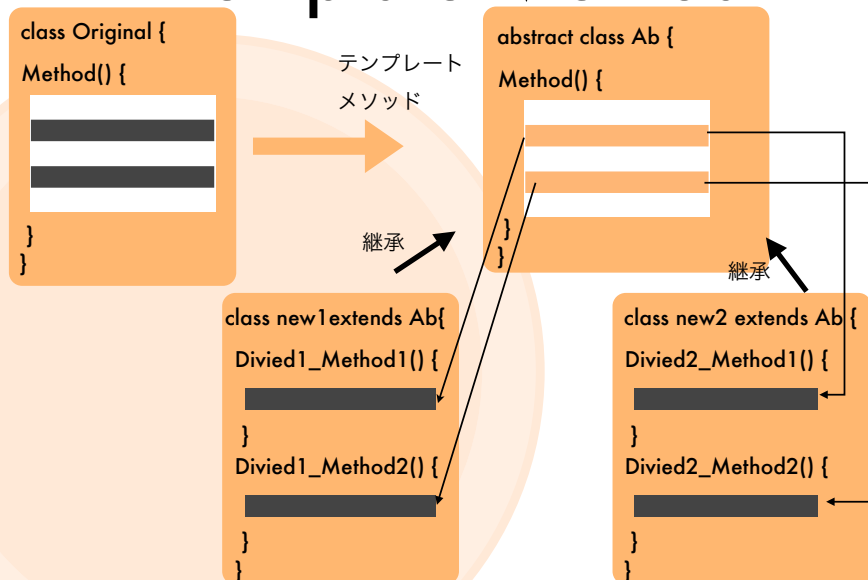 class Original {
Method() {
}
}
テンプレート
メソッド
abstract class Ab {
Method() {
}
}
継承
継承
class new1extends Ab{
Divied1_Method1() {
}
Divied1_Method2() {
}
}
class new2 extends Ab {
Divied2_Method1() {
}
Divied2_Method2() {
}
}